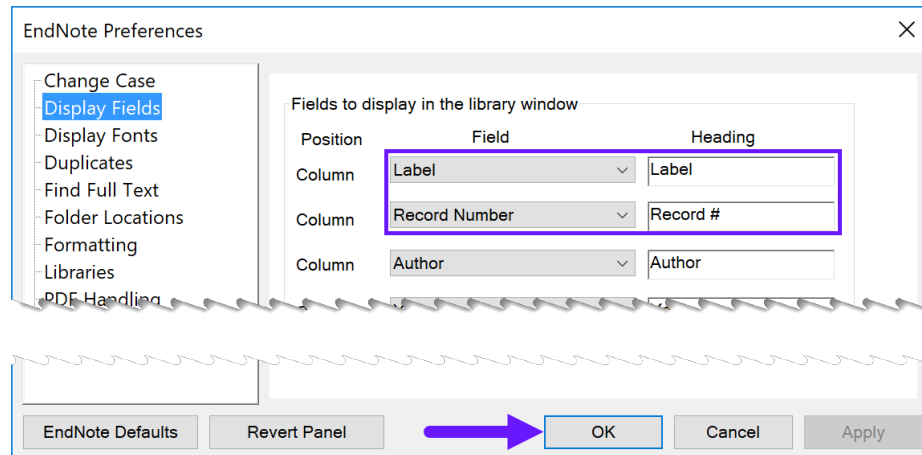 EndNote Preferences
Change Case
Display Fields
Display Fonts
Duplicates
Find Full Text
Folder Locations
Formatting
Libraries
PDF Handling
Fields to display in the library window
Position Field Heading
Column Label Label
Column Record Number Record #
Column Author Author
EndNote Defaults Revert Panel OK Cancel Apply